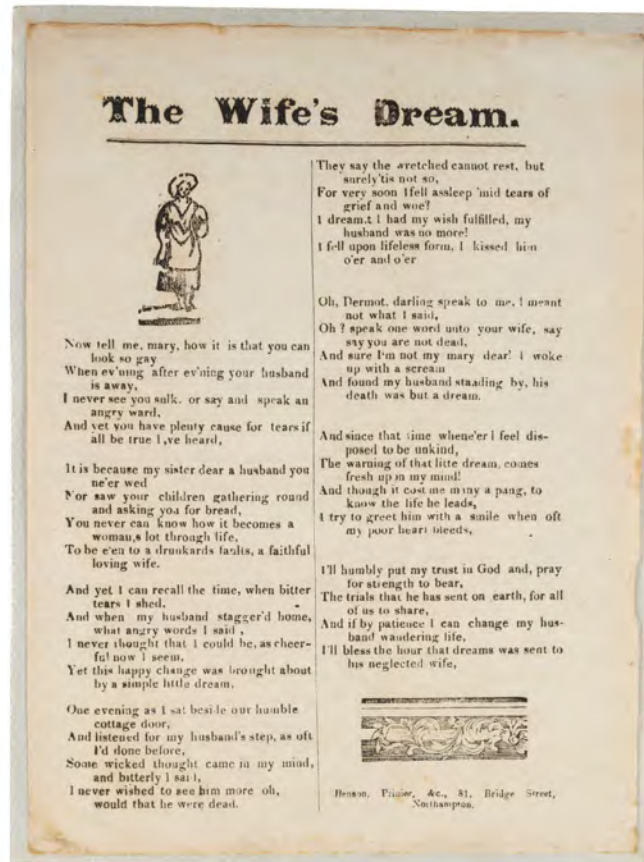 The Wife's Dream.
Now tell me, mary, how it is that you can
look so gay
When ev'ning after ev'ning your husband
is away,
I never see you sulk, or say and speak an
angry ward,
And yet you have plenty cause for tears if
all be true I ,ve heard,
It is because my sister dear a husband you
ne'er wed
Nor saw your children gathering round
and asking you for bread,
You never can know how it becomes a
woman,s lot through life,
To be e'en to a drunkards faults, a faithful
loving wife.
And yet I can recall the time, when bitter
tears I shed,
And when my husband stagger'd home,
what angry words I said ,
I never thought that I could be, as cheer-
ful now I seem,
Yet this happy change was brought about
by a simple little dream,
One evening as I sat beside our humble
cottage door,
And listened for my husband's step, as oft
I'd done before,
Some wicked thought came in my mind,
and bitterly I said,
I never wished to see him more oh,
would that he were dead.
They say the wretched cannot rest, but
surely'tis not so,
For very soon I fell assleep 'mid tears of
grief and woe?
I dream.t I had my wish fulfilled, my
husband was no more!
I fell upon lifeless form, I kissed him
o'er and o'er
Oh, Dermot, darling speak to me, I meant
not what I said,
Oh ? speak one word unto your wife, say
say you are not dead,
And sure I'm not my mary dear! I woke
up with a scream
And found my husband standing by, his
death was but a dream.
And since that time whene'er I feel dis-
posed to be unkind,
The warning of that litte dream, comes
fresh upon my mind!
And though it cost me many a pang, to
know the life he leads,
I try to greet him with a smile when oft
my poor heart bleeds,
I'll humbly put my trust in God and, pray
for strength to bear,
The trials that he has sent on earth, for all
of us to share,
And if by patience I can change my hus-
band wandering life,
I'll bless the hour that dreams was sent to
his neglected wife,
Henson, Printer, &c., 81, Bridge Street,
Northampton.